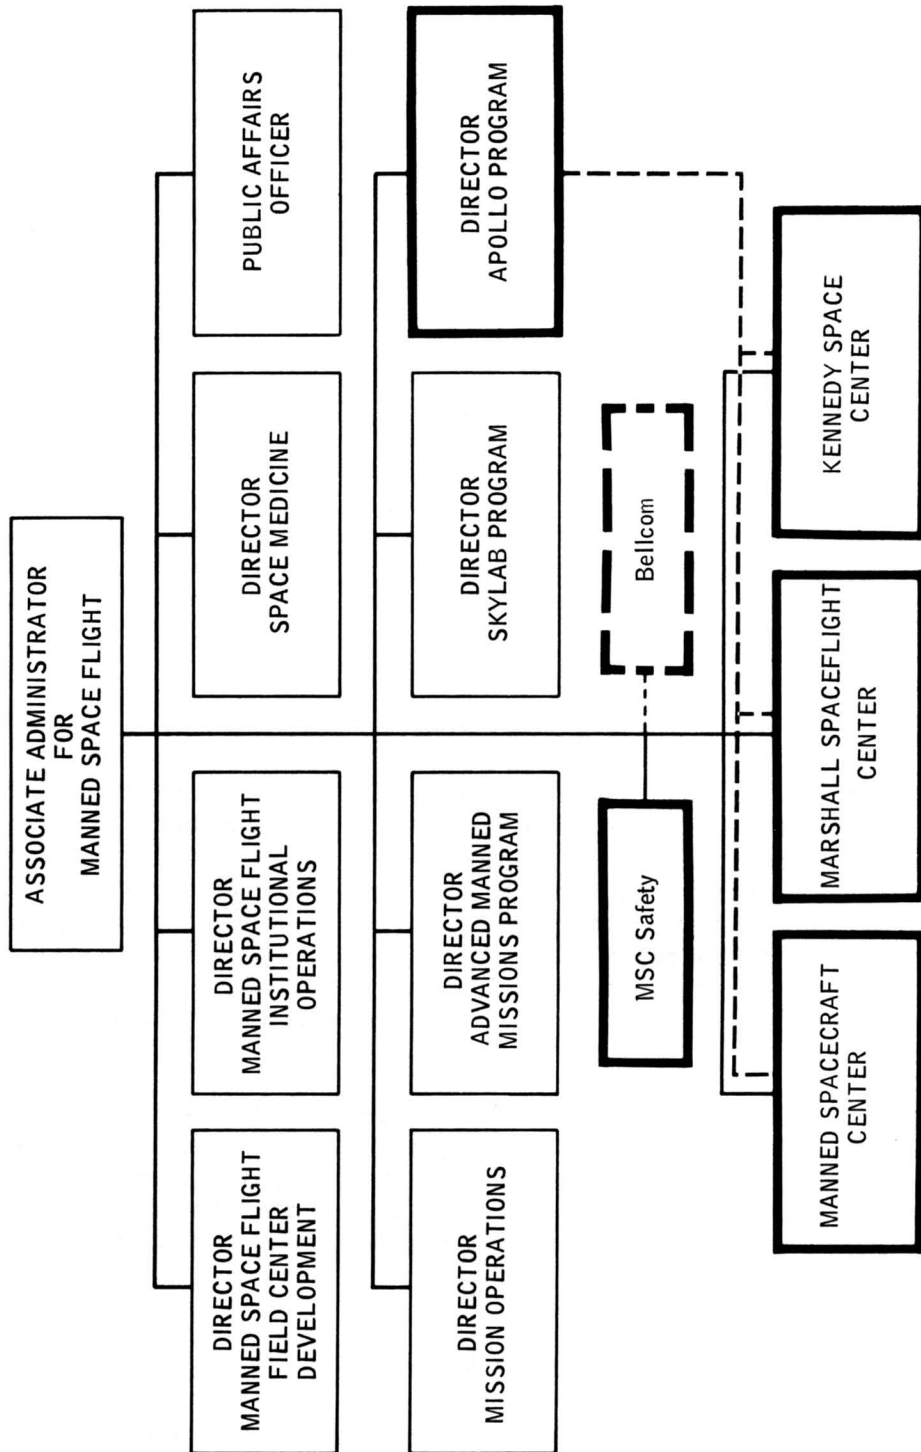 ASSOCIATE ADMINISTRATOR
FOR
MANNED SPACE FLIGHT
DIRECTOR
MANNED SPACE FLIGHT
FIELD CENTER
DEVELOPMENT
DIRECTOR
MANNED SPACE FLIGHT
INSTITUTIONAL
OPERATIONS
DIRECTOR
SPACE MEDICINE
PUBLIC AFFAIRS
OFFICER
DIRECTOR
MISSION OPERATIONS
DIRECTOR
ADVANCED MANNED
MISSIONS PROGRAM
DIRECTOR
SKYLAB PROGRAM
DIRECTOR
APOLLO PROGRAM
MSC Safety
Bellcom
MANNED SPACECRAFT
CENTER
MARSHALL SPACEFLIGHT
CENTER
KENNEDY SPACE
CENTER